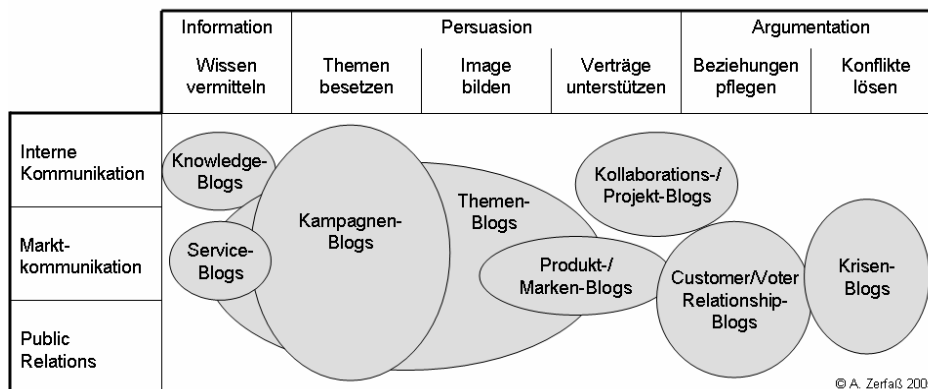 Information
Persuasion
Argumentation
Wissen
vermitteln
Themen
besetzen
Image
bilden
Verträge
unterstützen
Beziehungen
pflegen
Konflikte
lösen
Interne
Kommunikation
Markt-
kommunikation
Public
Relations
Knowledge-
Blogs
Service-
Blogs
Kampagnen-
Blogs
Themen-
Blogs
Kollaborations-/
Projekt-Blogs
Produkt-/
Marken-Blogs
Customer/Voter
Relationship-
Blogs
Krisen-
Blogs
© A. Zerfaß